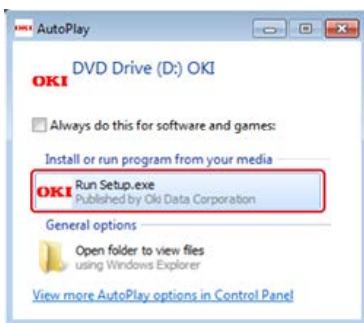 OKI AutoPlay
OKI DVD Drive (D:) OKI
Always do this for software and games:
Install or run program from your media
OKI Run Setup.exe
Published by Oki Data Corporation
General options
Open folder to view files
using Windows Explorer
View more AutoPlay options in Control Panel